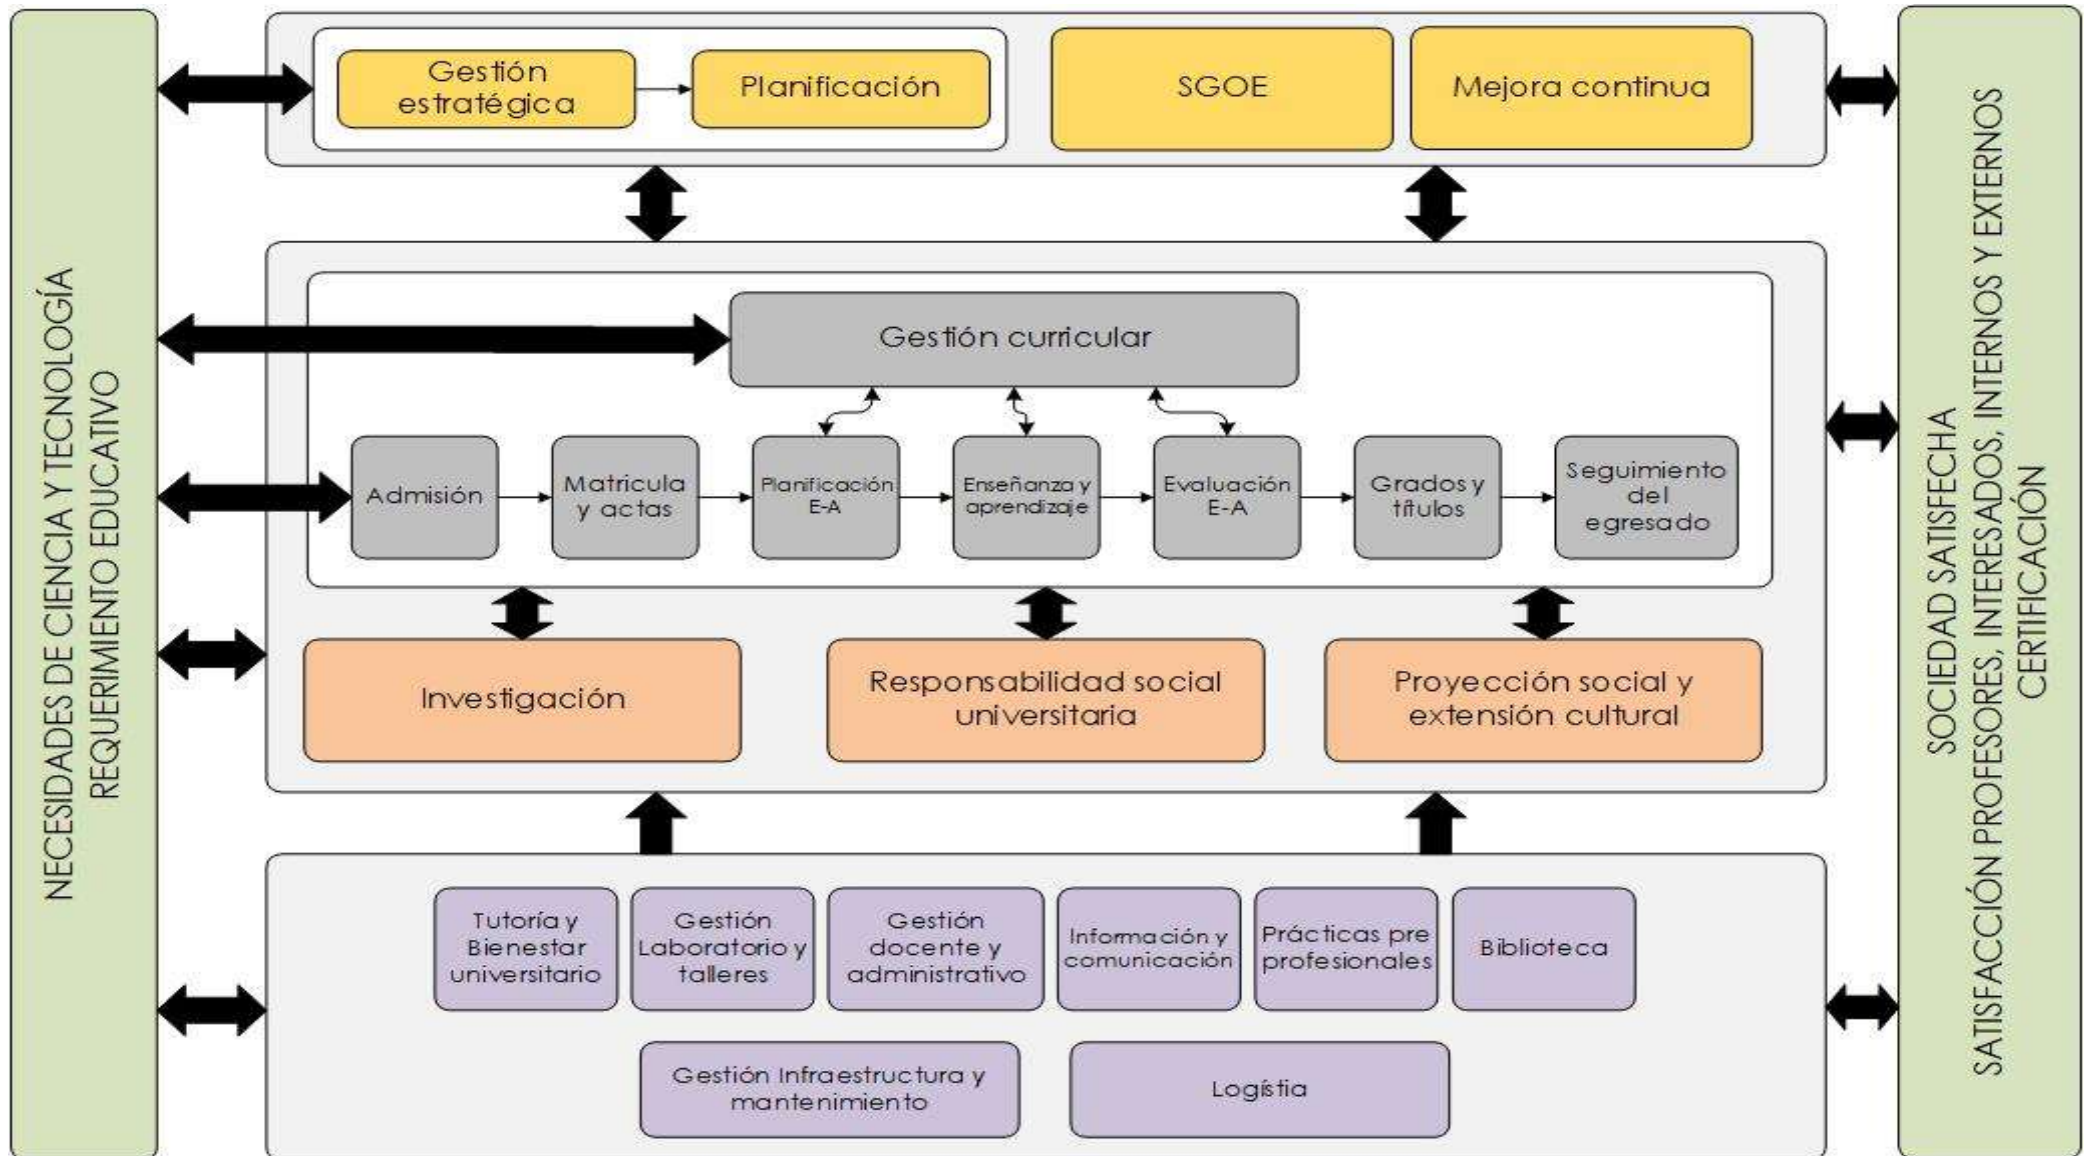 NECESIDADES DE CIENCIA Y TECNOLOGÍA
REQUERIMIENTO EDUCATIVO
Gestión
estratégica
Planificación
SGOE
Mejora continua
Gestión curricular
Admisión
Matricula
y actas
Planificación
E-A
Enseñanza y
aprendizaje
Evaluación
E-A
Grados y
títulos
Seguimiento
del
egresado
Investigación
Responsabilidad social
universitaria
Proyección social y
extensión cultural
Tutoría y
Bienestar
universitario
Gestión
Laboratorio y
talleres
Gestión
docente y
administrativo
Información y
comunicación
Prácticas pre
profesionales
Biblioteca
Gestión Infraestructura y
mantenimiento
Logístia
SOCIEDAD SATISFECHA
SATISFACCIÓN PROFESORES, INTERESADOS, INTERNOS Y EXTERNOS
CERTIFICACIÓN